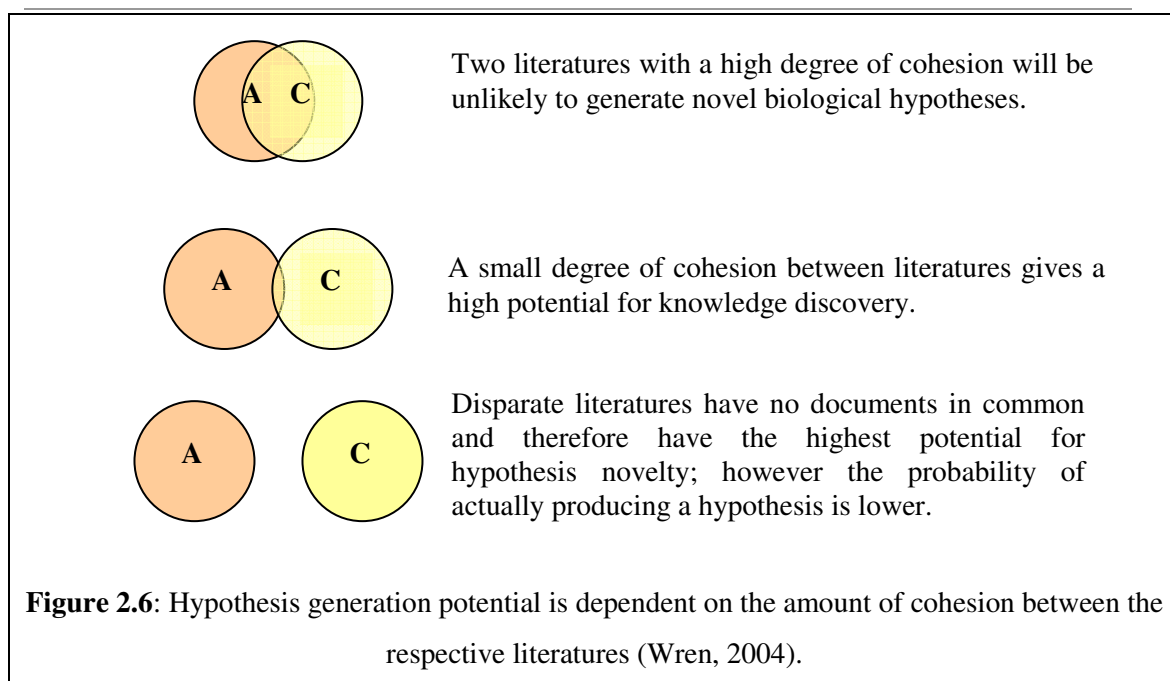 A C
Two literatures with a high degree of cohesion will be
unlikely to generate novel biological hypotheses.
A C
A small degree of cohesion between literatures gives a
high potential for knowledge discovery.
A C
Disparate literatures have no documents in common
and therefore have the highest potential for
hypothesis novelty; however the probability of
actually producing a hypothesis is lower.
Figure 2.6: Hypothesis generation potential is dependent on the amount of cohesion between the
respective literatures (Wren, 2004).